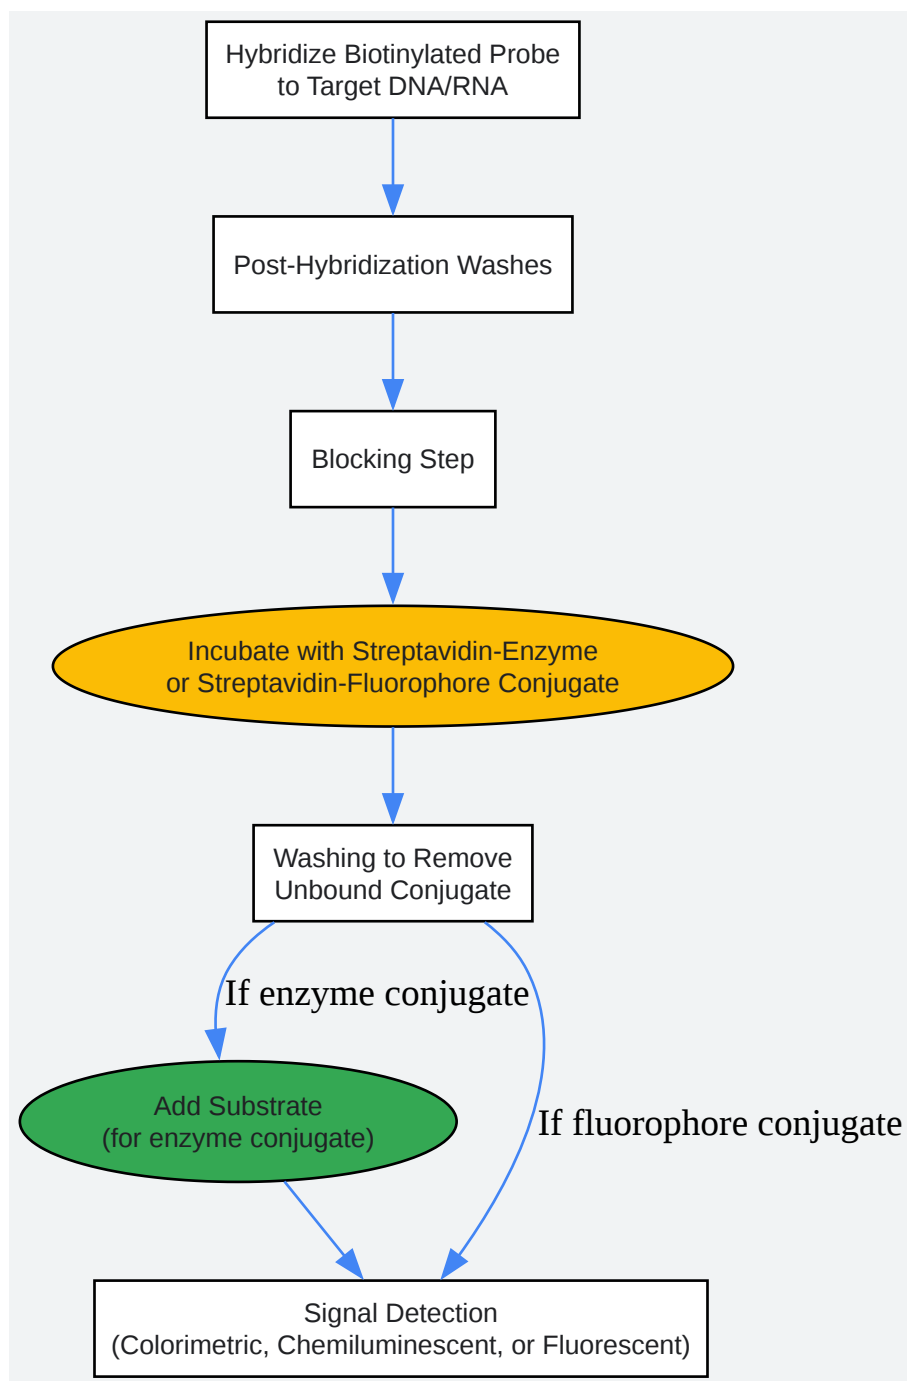 Hybridize Biotinylated Probe
to Target DNA/RNA
Post-Hybridization Washes
Blocking Step
Incubate with Streptavidin-Enzyme
or Streptavidin-Fluorophore Conjugate
Washing to Remove
Unbound Conjugate
If enzyme conjugate
Add Substrate
(for enzyme conjugate)
If fluorophore conjugate
Signal Detection
(Colorimetric, Chemiluminescent, or Fluorescent)